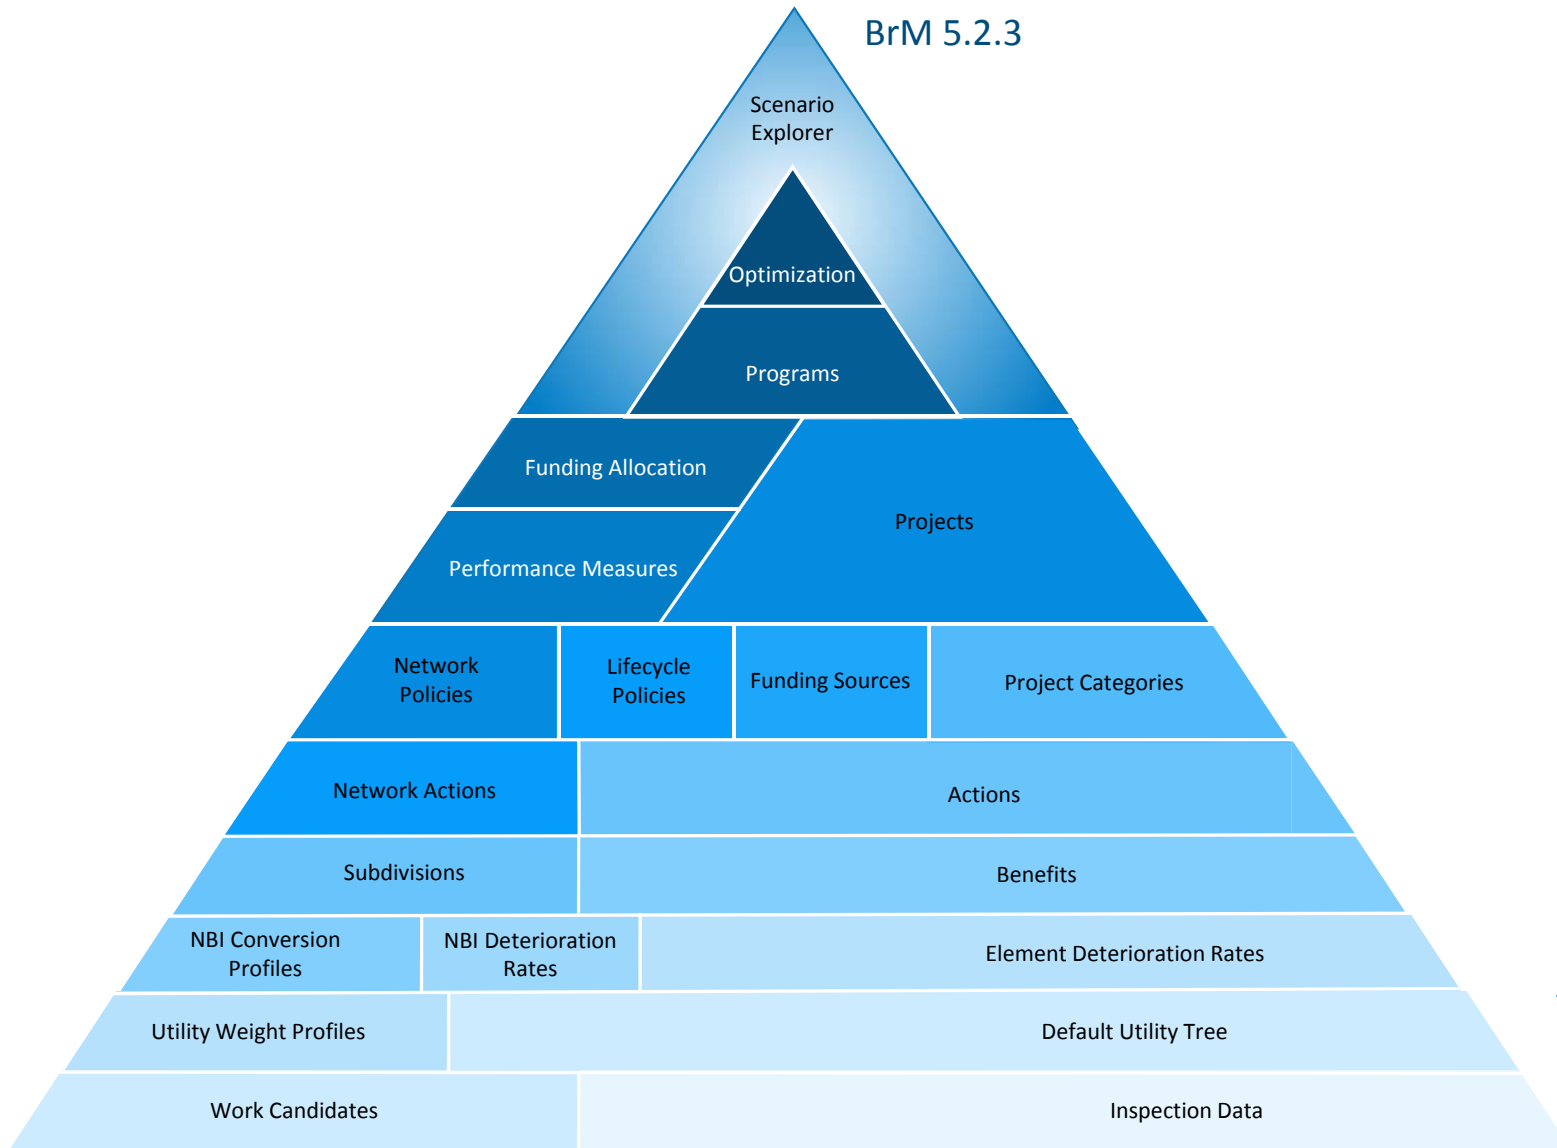 BrM 5.2.3
Scenario
Explorer
Optimization
Programs
Funding Allocation
Projects
Performance Measures
Network
Policies
Lifecycle
Policies
Funding Sources
Project Categories
Network Actions
Actions
Subdivisions
Benefits
NBI Conversion
Profiles
NBI Deterioration
Rates
Element Deterioration Rates
Utility Weight Profiles
Default Utility Tree
Work Candidates
Inspection Data